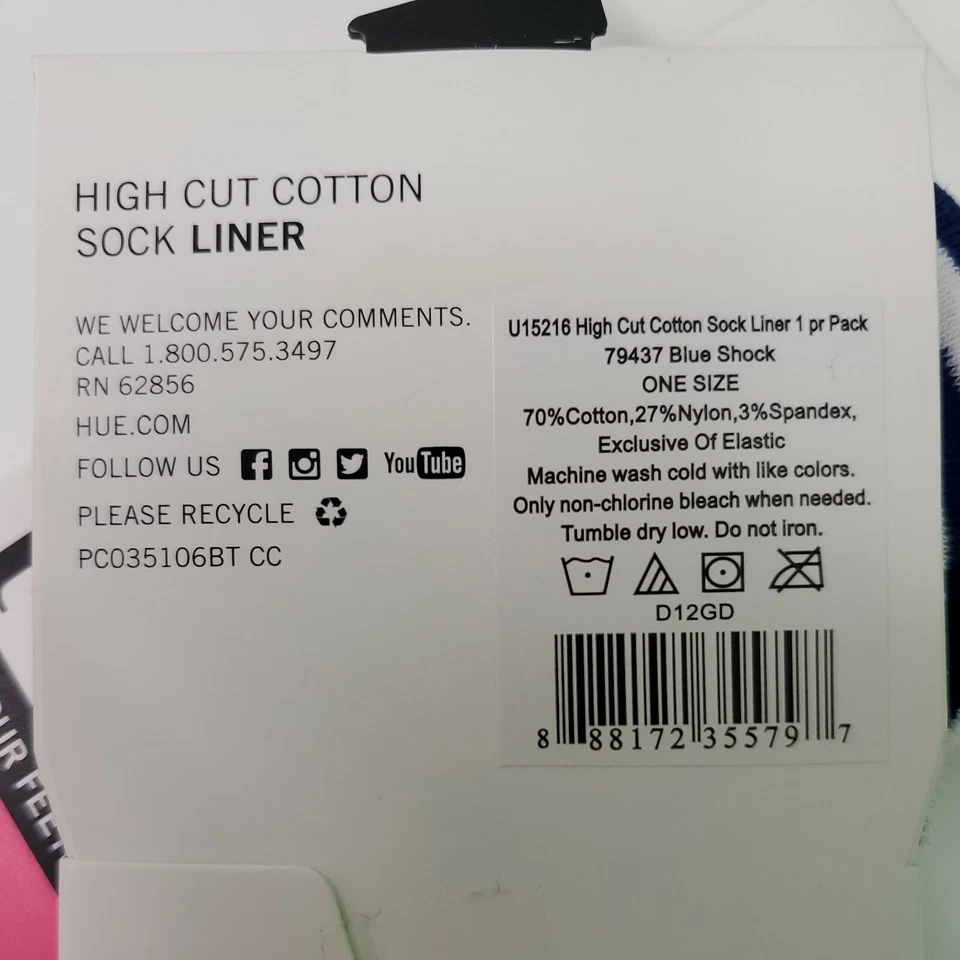 HIGH CUT COTTON
SOCK LINER
WE WELCOME YOUR COMMENTS.
CALL 1.800.575.3497
RN 62856
HUE.COM
FOLLOW US f YouTube
PLEASE RECYCLE
PC035106BT CC
U15216 High Cut Cotton Sock Liner 1 pr Pack
79437 Blue Shock
ONE SIZE
70%Cotton,27%Nylon,3%Spandex,
Exclusive Of Elastic
Machine wash cold with like colors.
Only non-chlorine bleach when needed.
Tumble dry low. Do not iron.
D12GD
8 88172 35579 7
UR FEET